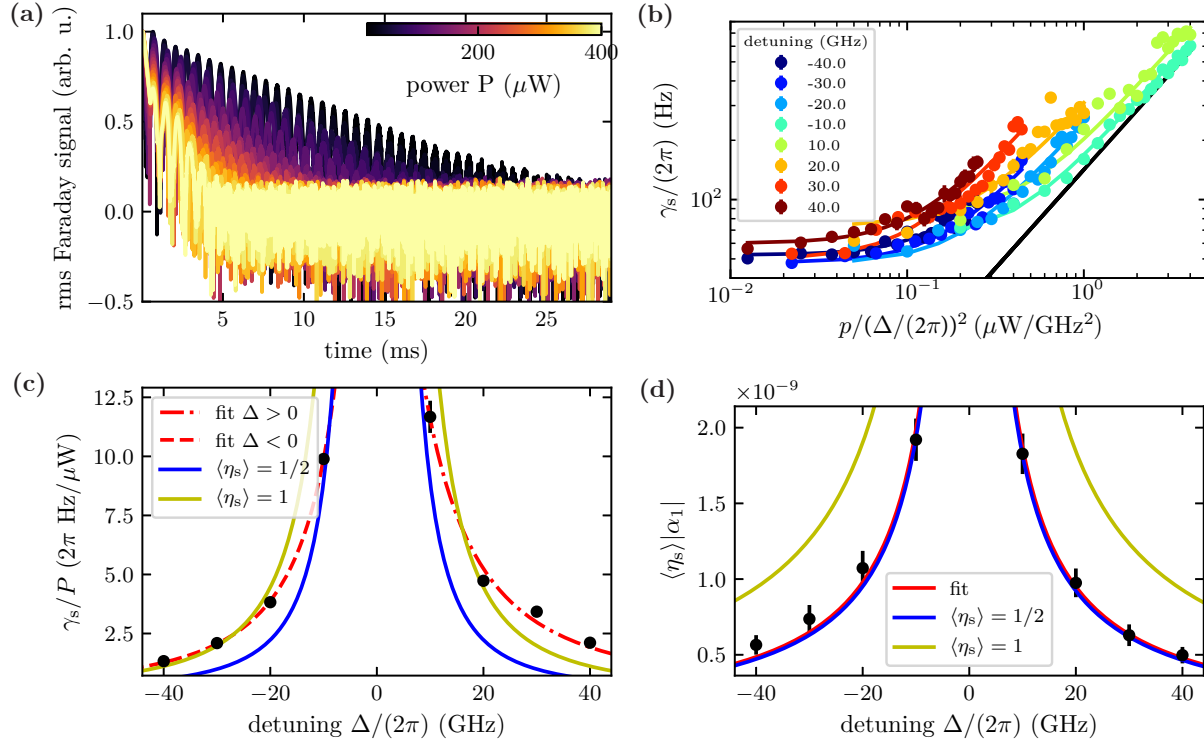 (a)
rms Faraday signal (arb. u.)
1.0
0.5
0.0
−0.5
200
400
power P (μW)
5
10
15
20
25
time (ms)
(b)
γs/(2π) (Hz)
10²
detuning (GHz)
-40.0
-30.0
-20.0
-10.0
10.0
20.0
30.0
40.0
10⁻²
10⁻¹
10⁰
p/(Δ/(2π))² (μW/GHz²)
(c)
γs/P (2π Hz/μW)
12.5
10.0
7.5
5.0
2.5
fit Δ > 0
fit Δ < 0
⟨ηs⟩ = 1/2
⟨ηs⟩ = 1
−40
−20
0
20
40
detuning Δ/(2π) (GHz)
(d)
×10⁻⁹
⟨ηs⟩|α₁|
2.0
1.5
1.0
0.5
fit
⟨ηs⟩ = 1/2
⟨ηs⟩ = 1
−40
−20
0
20
40
detuning Δ/(2π) (GHz)